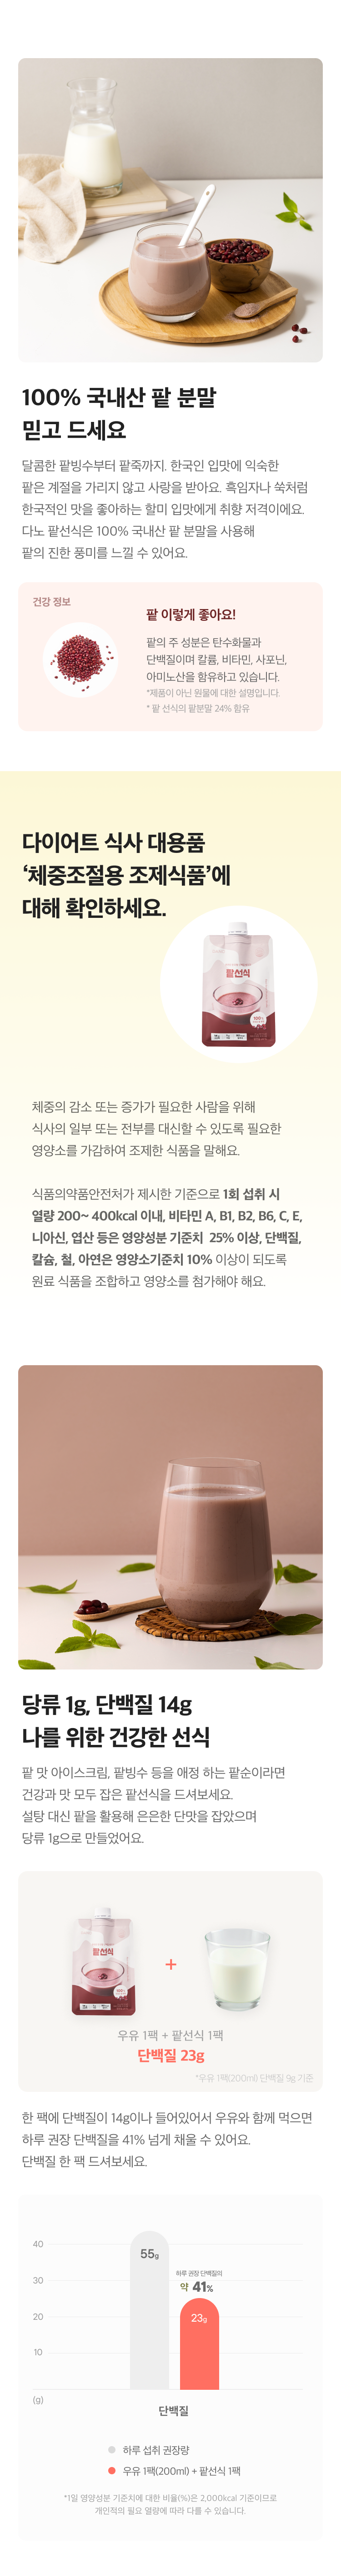 100% 국내산 팥 분말
믿고 드세요
달콤한 팥빙수부터 팥죽까지. 한국인 입맛에 익숙한
팥은 계절을 가리지 않고 사랑을 받아요. 흑임자나 쑥처럼
한국적인 맛을 좋아하는 할미 입맛에게 취향 저격이에요.
다노 팥선식은 100% 국내산 팥 분말을 사용해
팥의 진한 풍미를 느낄 수 있어요.
건강 정보
팥 이렇게 좋아요!
팥의 주 성분은 탄수화물과
단백질이며 칼륨, 비타민, 사포닌,
아미노산을 함유하고 있습니다.
*제품이 아닌 원물에 대한 설명입니다.
* 팥 선식의 팥분말 24% 함유
다이어트 식사 대용품
‘체중조절용 조제식품’에
대해 확인하세요.
팥선식
체중의 감소 또는 증가가 필요한 사람을 위해
식사의 일부 또는 전부를 대신할 수 있도록 필요한
영양소를 가감하여 조제한 식품을 말해요.
식품의약품안전처가 제시한 기준으로 1회 섭취 시
열량 200~ 400kcal 이내, 비타민 A, B1, B2, B6, C, E,
니아신, 엽산 등은 영양성분 기준치 25% 이상, 단백질,
칼슘, 철, 아연은 영양소기준치 10% 이상이 되도록
원료 식품을 조합하고 영양소를 첨가해야 해요.
당류 1g, 단백질 14g
나를 위한 건강한 선식
팥 맛 아이스크림, 팥빙수 등을 애정 하는 팥순이라면
건강과 맛 모두 잡은 팥선식을 드셔보세요.
설탕 대신 팥을 활용해 은은한 단맛을 잡았으며
당류 1g으로 만들었어요.
팥선식
+
우유 1팩 + 팥선식 1팩
단백질 23g
*우유 1팩(200ml) 단백질 9g 기준
한 팩에 단백질이 14g이나 들어있어서 우유와 함께 먹으면
하루 권장 단백질을 41% 넘게 채울 수 있어요.
단백질 한 팩 드셔보세요.
40
55g
하루 권장 단백질의
30
약 41%
20
23g
10
(g)
단백질
하루 섭취 권장량
우유 1팩(200ml) + 팥선식 1팩
*1일 영양성분 기준치에 대한 비율(%)은 2,000kcal 기준이므로
개인적의 필요 열량에 따라 다를 수 있습니다.